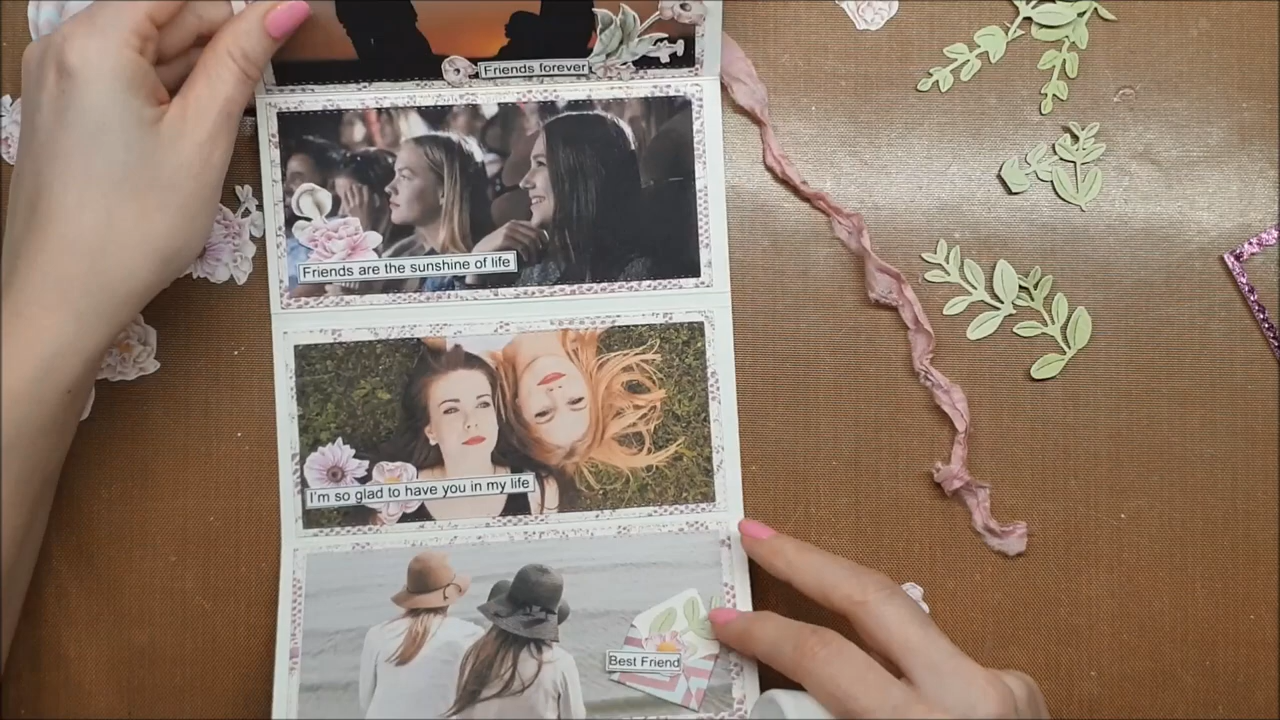 Friends forever
Friends are the sunshine of life
I'm so glad to have you in my life
Best Friend